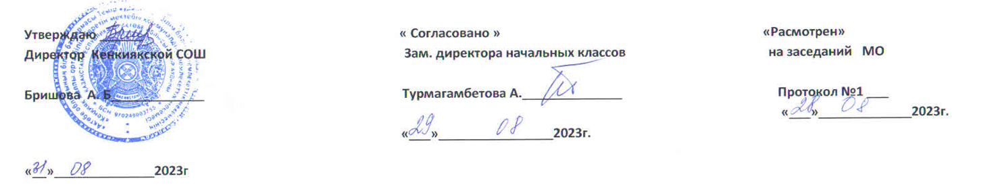 Утверждаю
Директор Кенкиякской СОШ
Бришова А. Б
«31» 08 2023г
« Согласовано »
Зам. директора начальных классов
Турмагамбетова А.
«29» 08 2023г.
«Расмотрен»
на заседаний МО
Протокол №1
«28» 08 2023г.